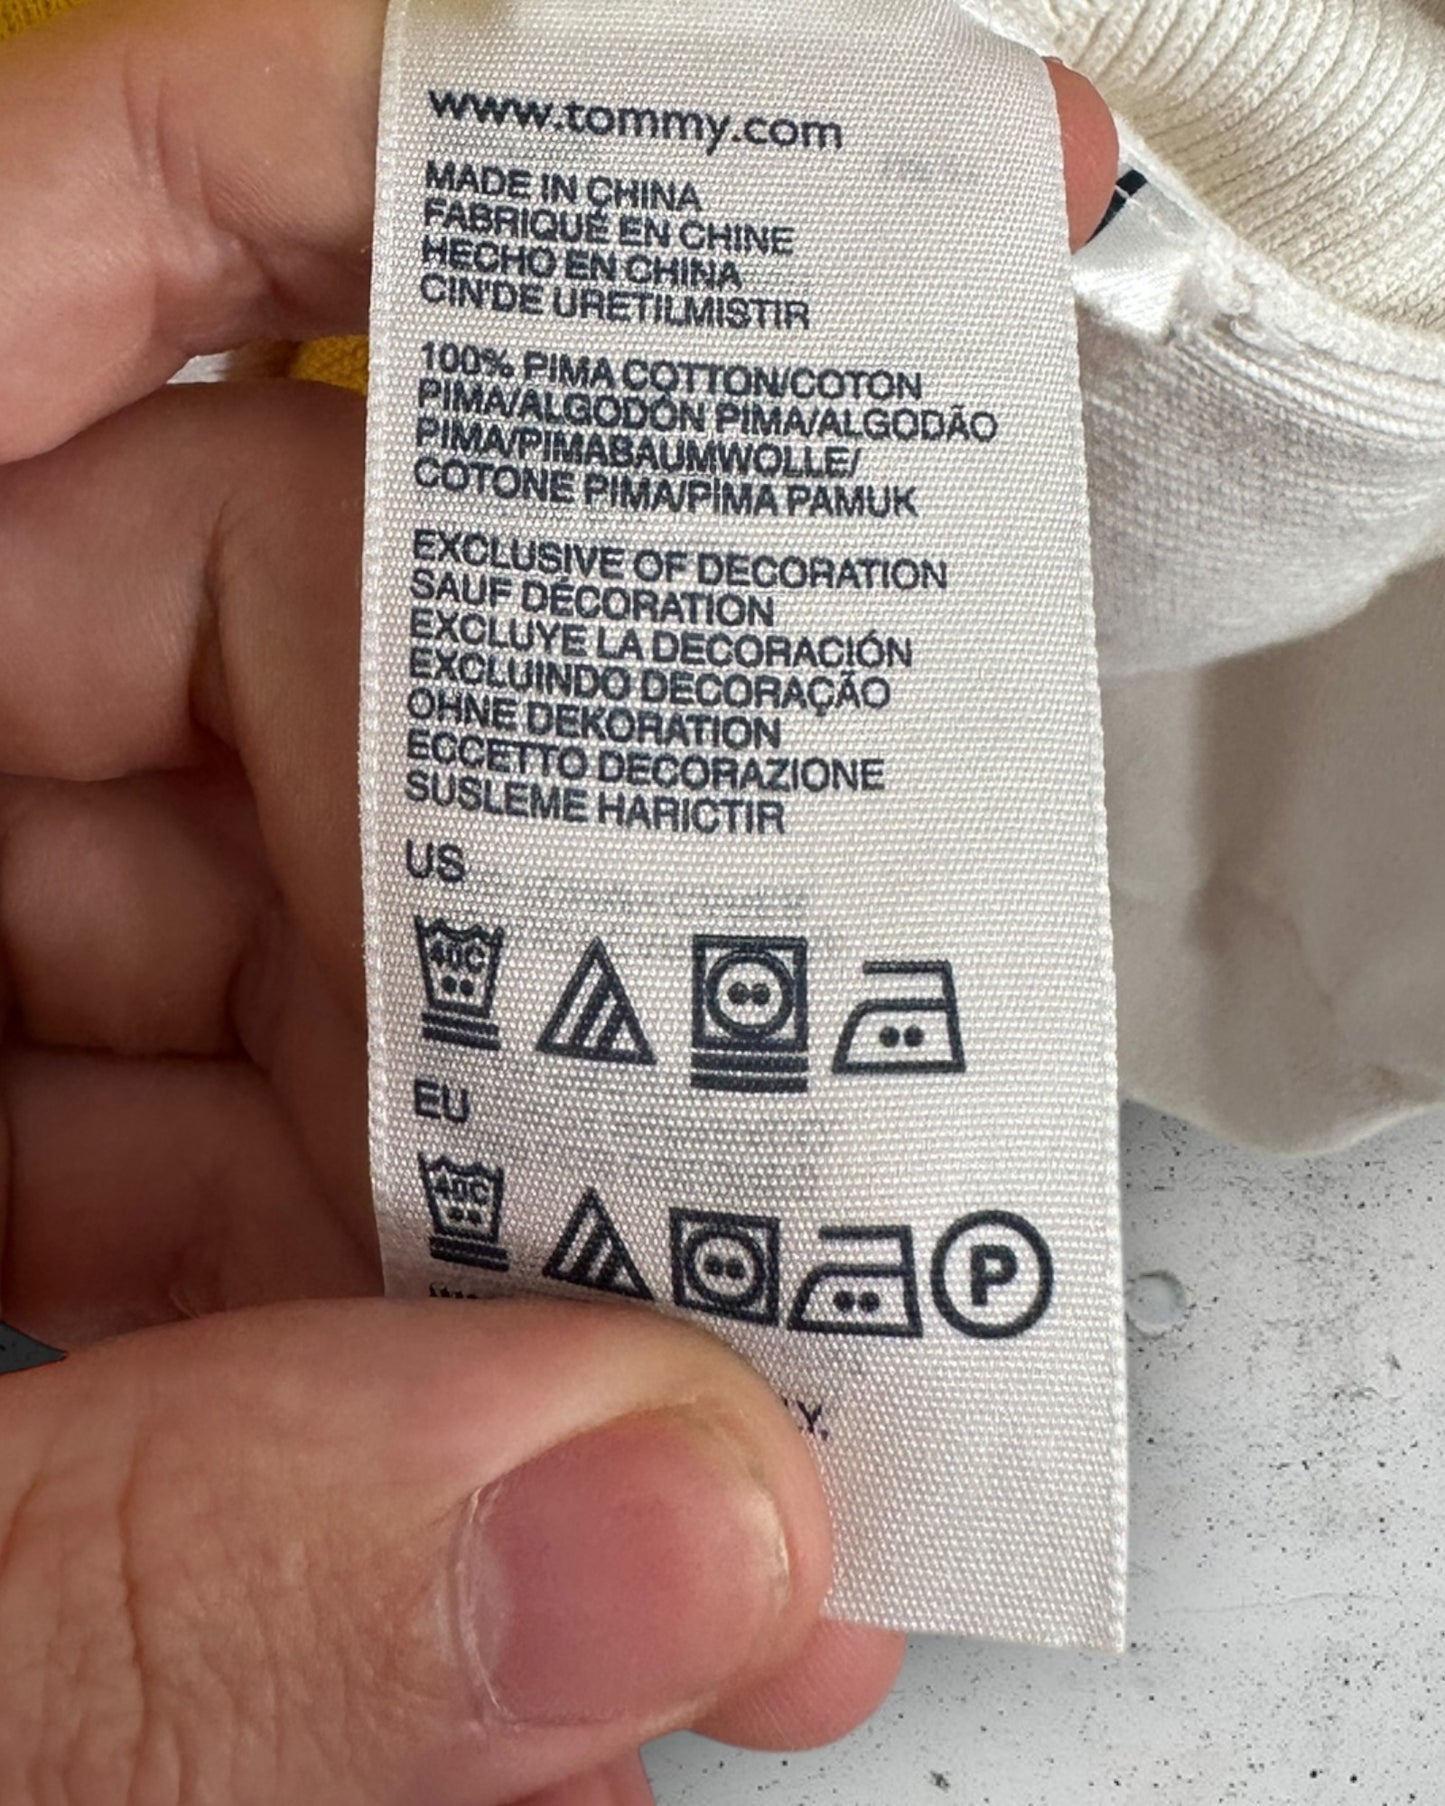 www.tommy.com
MADE IN CHINA
FABRIQUÉ EN CHINE
HECHO EN CHINA
CIN'DE URETILMISTIR
100% PIMA COTTON/COTON
PIMA/ALGODÓN PIMA/ALGODÃO
PIMA/PIMABAUMWOLLE/
COTONE PIMA/PIMA PAMUK
EXCLUSIVE OF DECORATION
SAUF DÉCORATION
EXCLUYE LA DECORACIÓN
EXCLUINDO DECORAÇÃO
OHNE DEKORATION
ECCETTO DECORAZIONE
SUSLEME HARICTIR
US
40C
EU
40C P